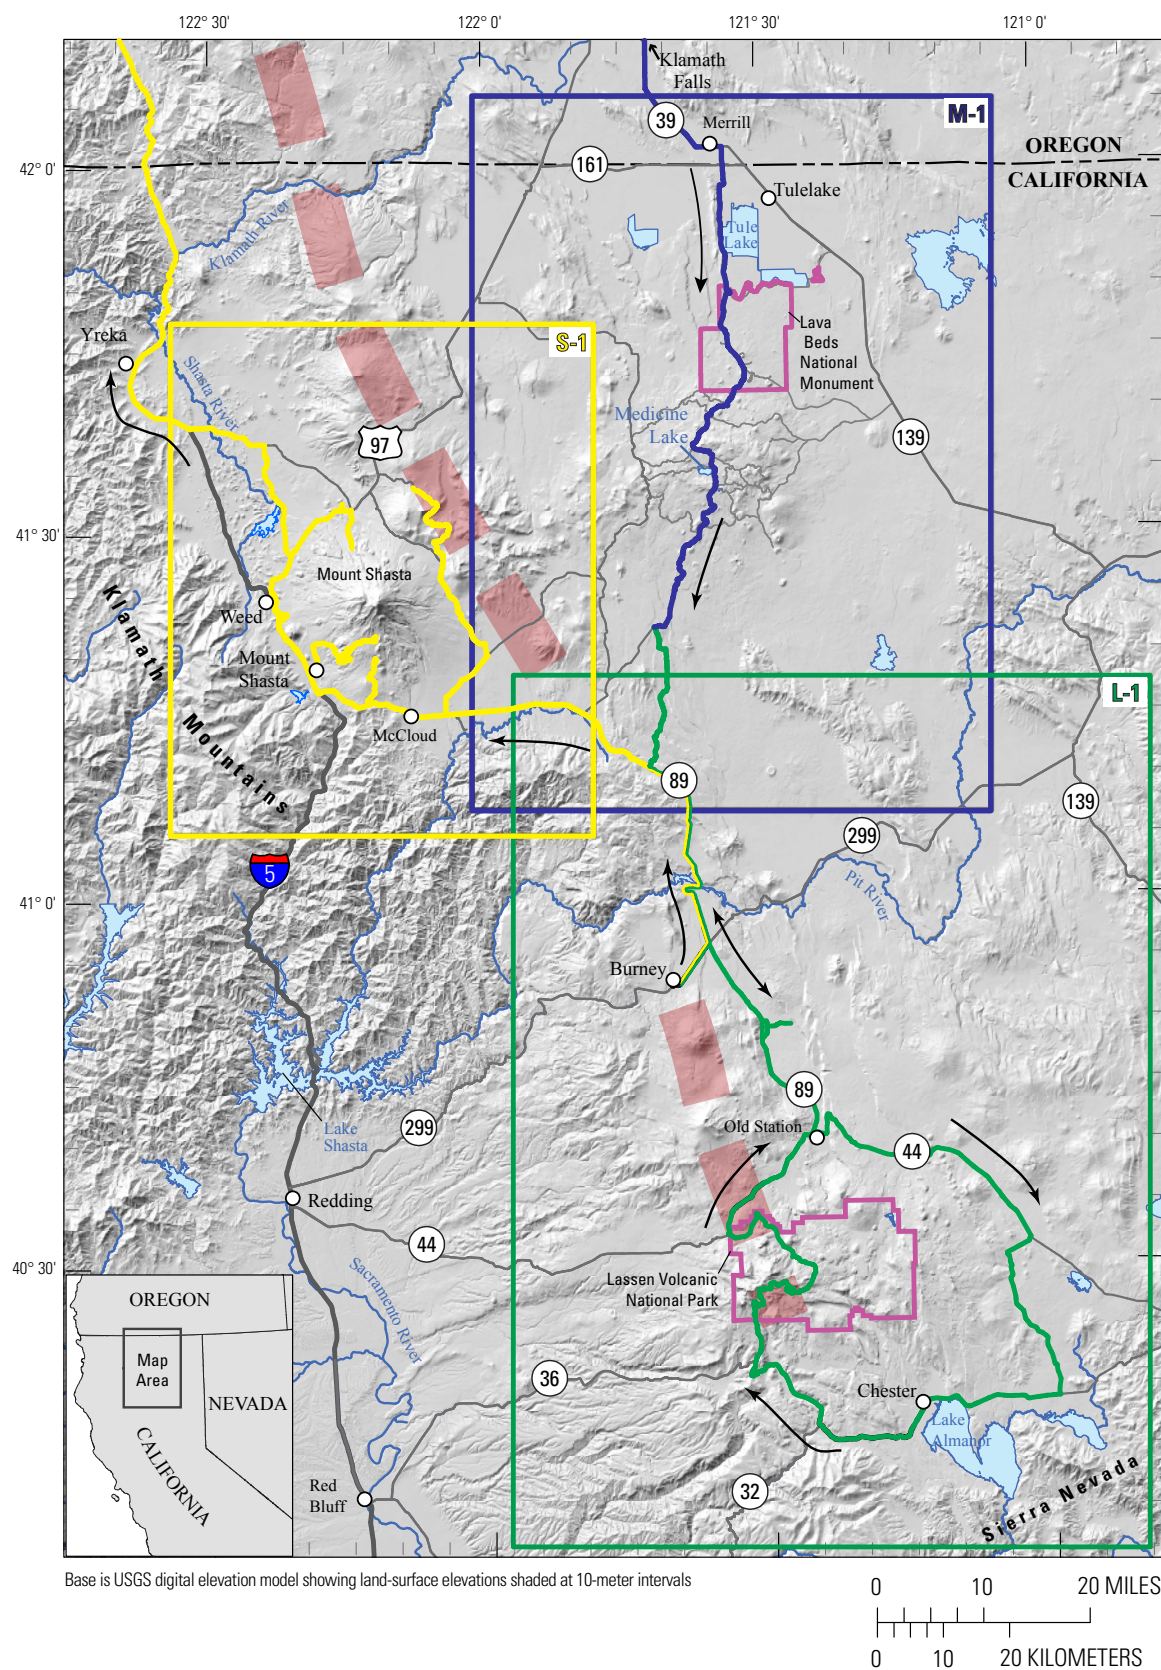 122° 30'
122° 0'
121° 30'
121° 0'
Klamath
Falls
M-1
39
Merrill
OREGON
CALIFORNIA
42° 0'
161
Tulelake
Klamath River
Tule
Lake
Yreka
S-1
Lava
Beds
National
Monument
Shasta River
Medicine
Lake
97
139
41° 30'
Mount Shasta
Klamath
Mountains
Weed
Mount
Shasta
L-1
McCloud
89
139
299
5
Pit River
41° 0'
Burney
89
Old Station
299
Lake
Shasta
44
Redding
44
Sacramento River
40° 30'
Lassen Volcanic
National Park
OREGON
Map
Area
NEVADA
CALIFORNIA
36
Chester
Lake
Almanor
Sierra Nevada
32
Red
Bluff
Base is USGS digital elevation model showing land-surface elevations shaded at 10-meter intervals
0 10 20 MILES
0 10 20 KILOMETERS